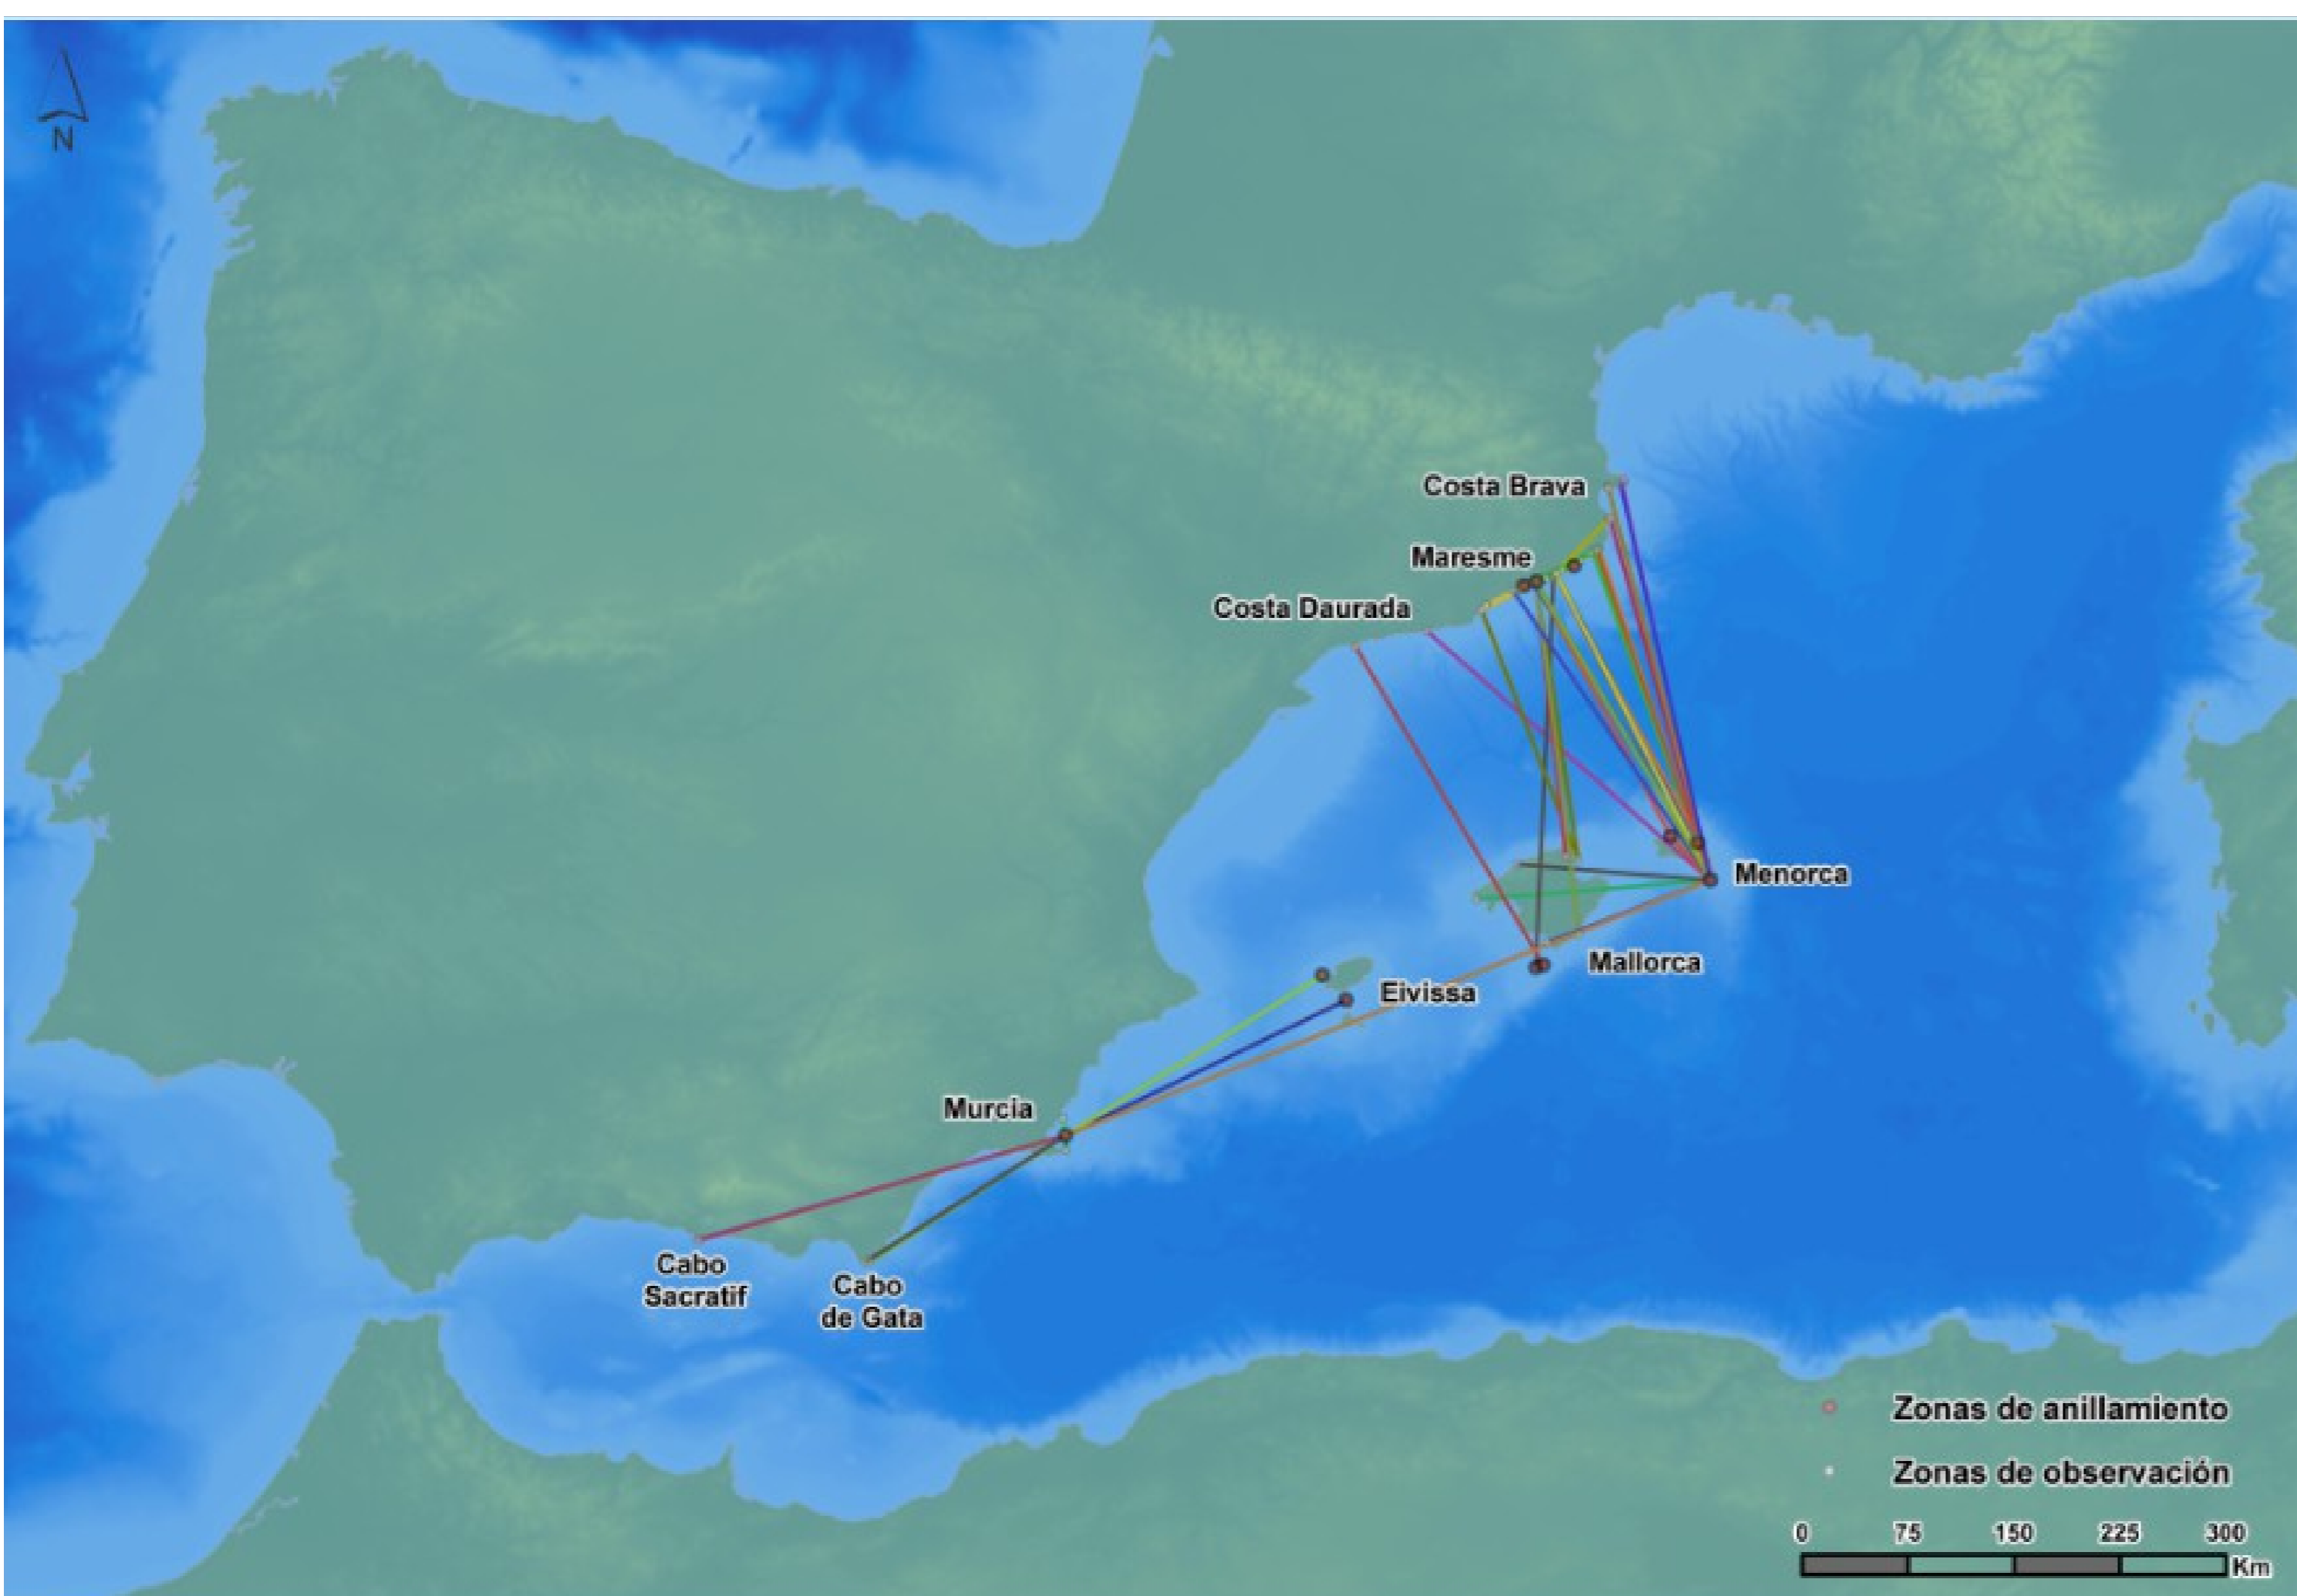 N
Costa Brava
Maresme
Costa Daurada
Menorca
Mallorca
Eivissa
Murcia
Cabo
Sacratif
Cabo
de Gata
Zonas de anillamiento
Zonas de observación
0 75 150 225 300
Km